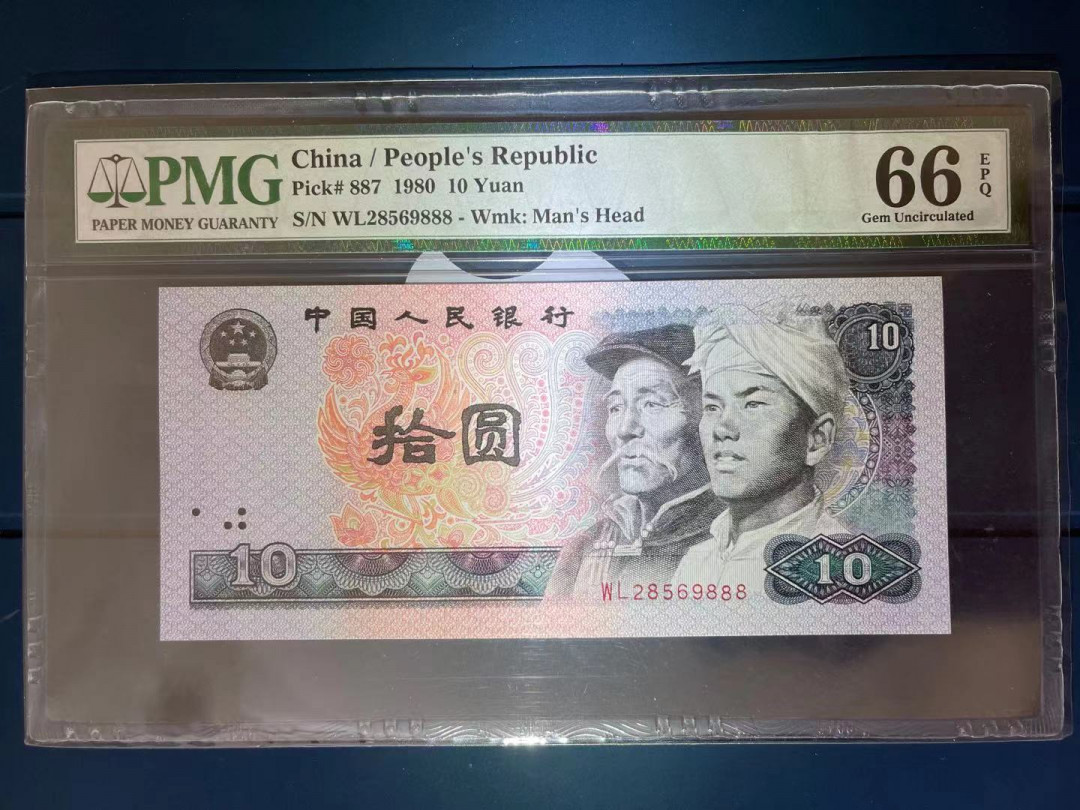 PMG
PAPER MONEY GUARANTY
China / People's Republic
Pick# 887 1980 10 Yuan
S/N WL28569888 - Wmk: Man's Head
66
EPQ
Gem Uncirculated
中国人民银行
10
拾圆
10
WL28569888
10